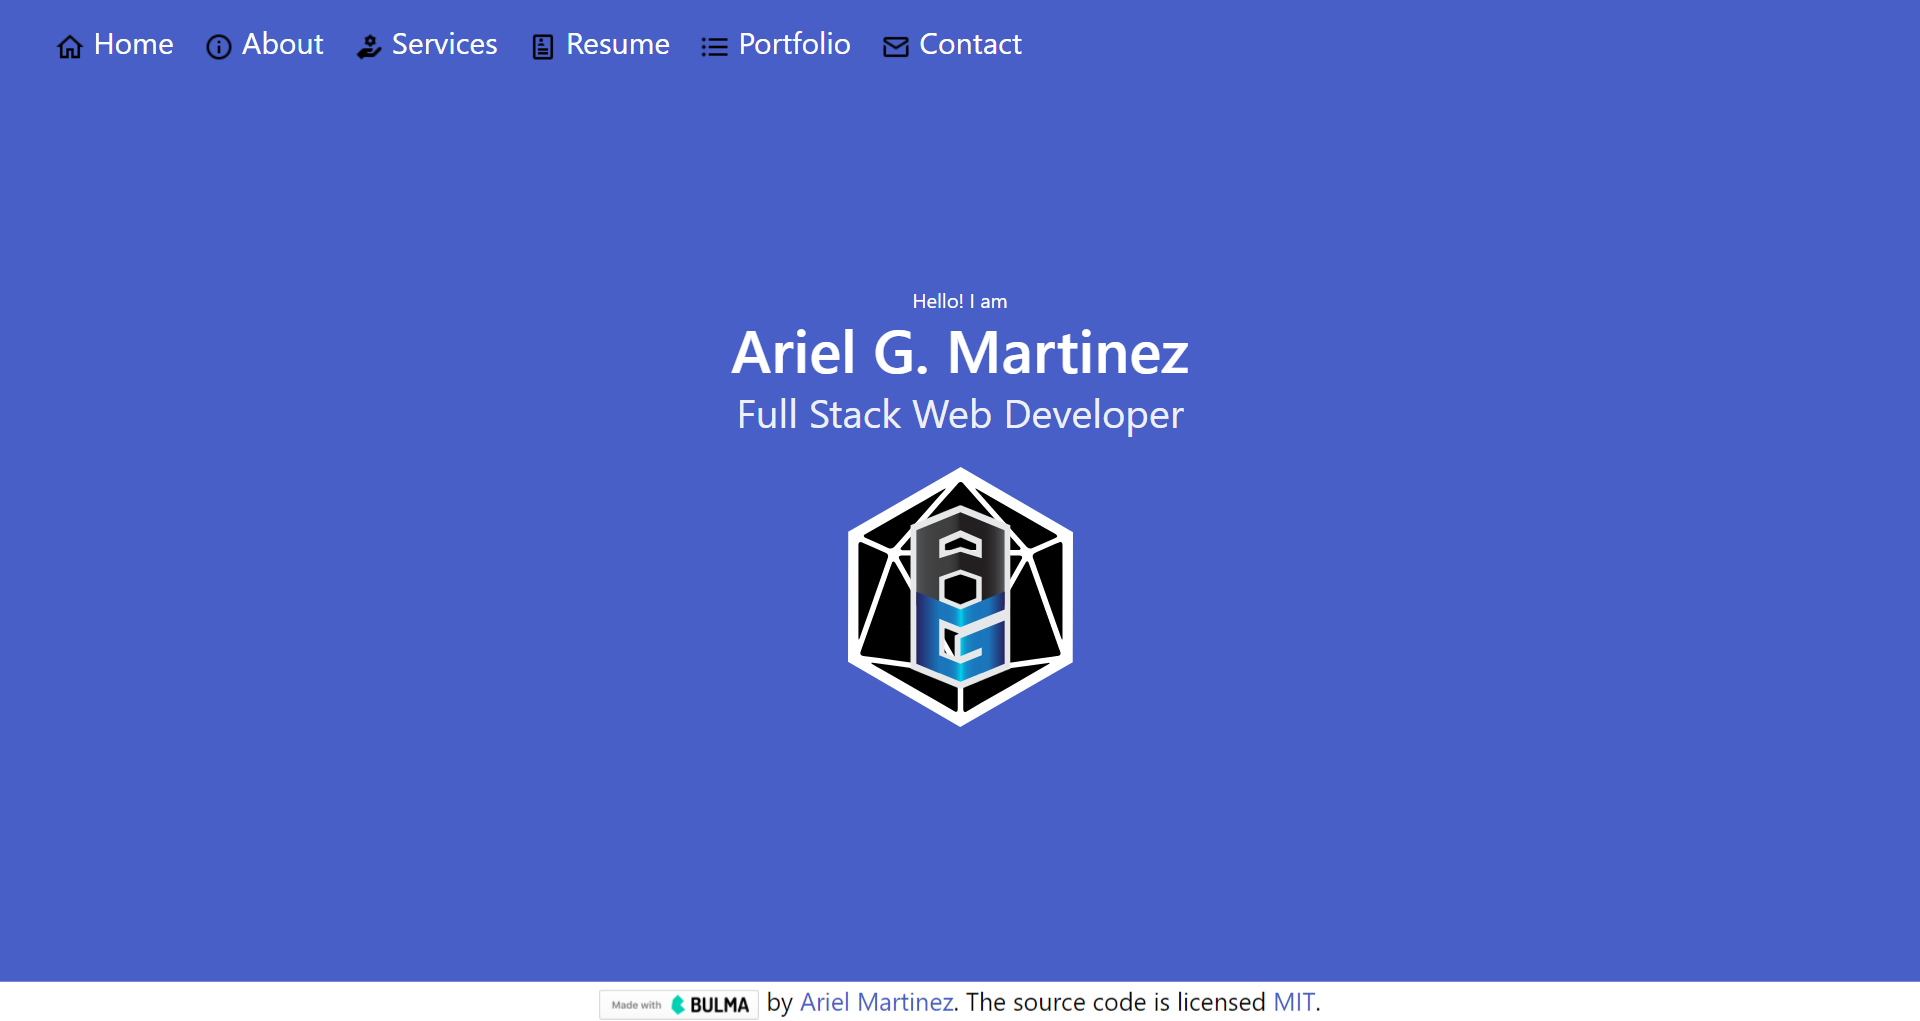 Home About Services Resume Portfolio Contact
Hello! I am
Ariel G. Martinez
Full Stack Web Developer
Made with BULMA by Ariel Martinez. The source code is licensed MIT.